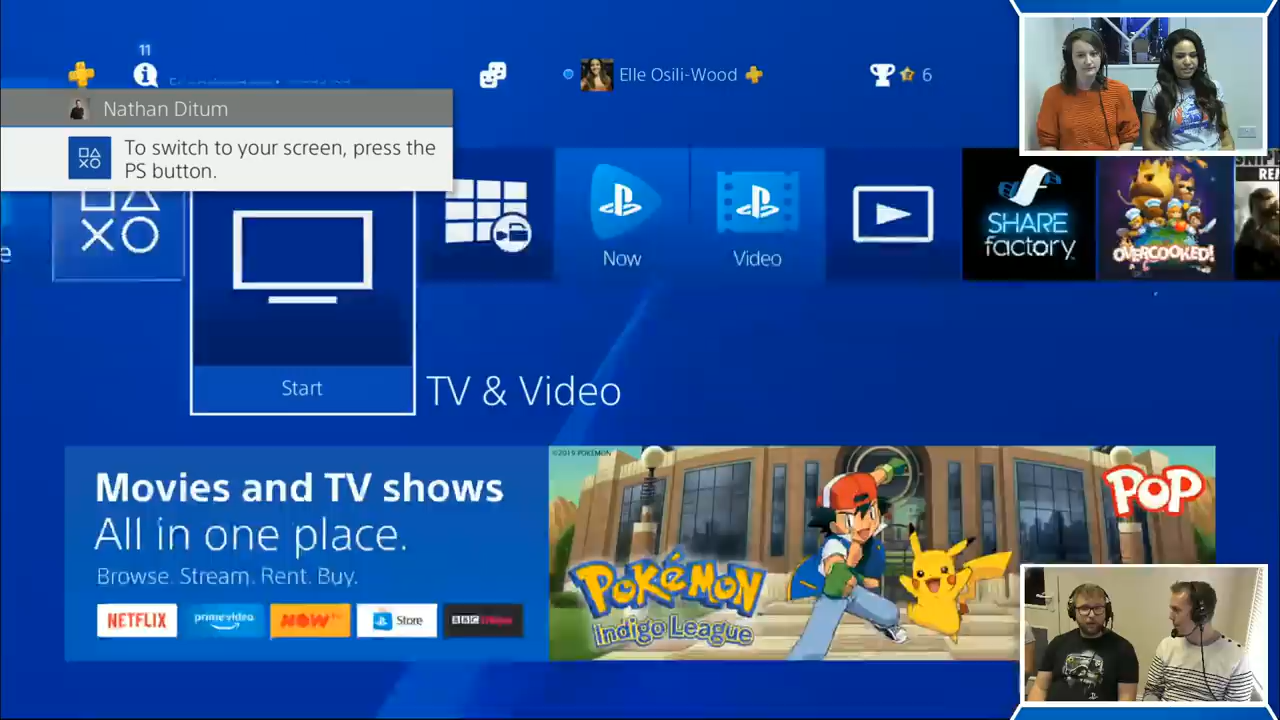 11
Elle Osili-Wood
6
Nathan Ditum
To switch to your screen, press the
PS button.
e
Now
Video
SHARE
factory
OVERCOOKED!
Start
TV & Video
Movies and TV shows
All in one place.
Browse. Stream. Rent. Buy.
NETFLIX
prime video
NOW TV
Store
BBC
©2019 POKÉMON
POP
POKéMON
Indigo League